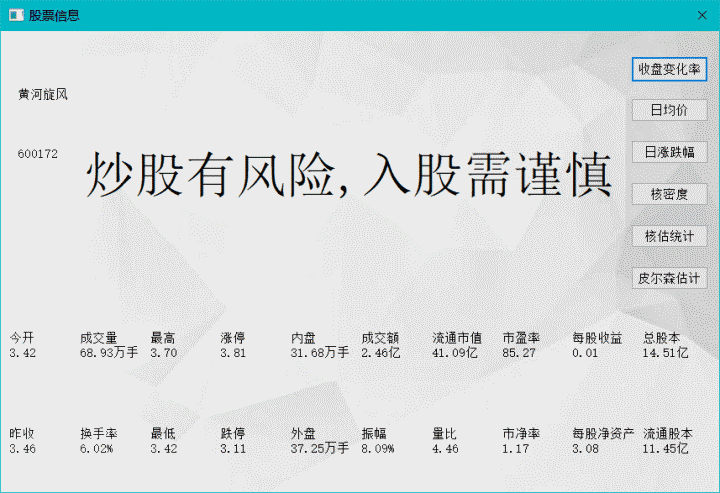 股票信息
收盘变化率
黄河旋风
日均价
日涨跌幅
600172
炒股有风险,入股需谨慎
核密度
核估统计
皮尔森估计
今开 成交量 最高 涨停 内盘 成交额 流通市值 市盈率 每股收益 总股本
3.42 68.93万手 3.70 3.81 31.68万手 2.46亿 41.09亿 85.27 0.01 14.51亿
昨收 换手率 最低 跌停 外盘 振幅 量比 市净率 每股净资产 流通股本
3.46 6.02% 3.42 3.11 37.25万手 8.09% 4.46 1.17 3.08 11.45亿